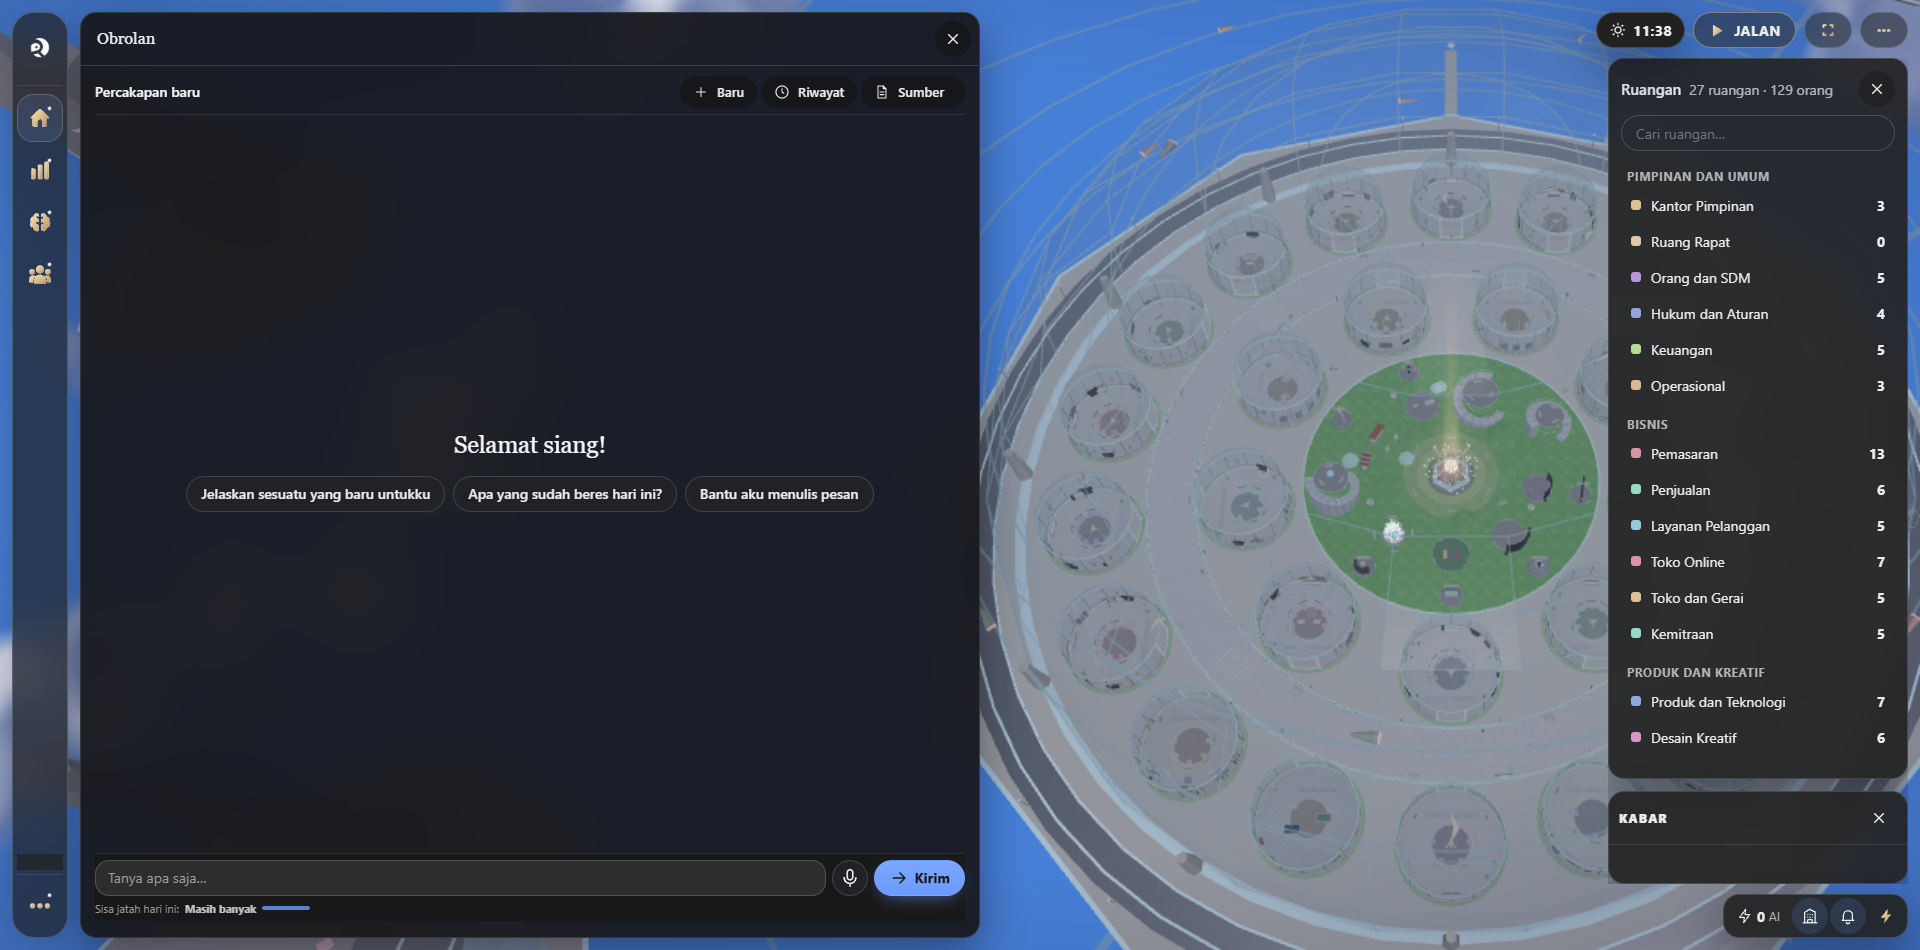 Obrolan
Percakapan baru
Baru
Riwayat
Sumber
Selamat siang!
Jelaskan sesuatu yang baru untukku
Apa yang sudah beres hari ini?
Bantu aku menulis pesan
Tanya apa saja...
Kirim
Sisa jatah hari ini: Masih banyak
11:38
JALAN
Ruangan 27 ruangan · 129 orang
Cari ruangan...
PIMPINAN DAN UMUM
Kantor Pimpinan 3
Ruang Rapat 0
Orang dan SDM 5
Hukum dan Aturan 4
Keuangan 5
Operasional 3
BISNIS
Pemasaran 13
Penjualan 6
Layanan Pelanggan 5
Toko Online 7
Toko dan Gerai 5
Kemitraan 5
PRODUK DAN KREATIF
Produk dan Teknologi 7
Desain Kreatif 6
KABAR
0 AI